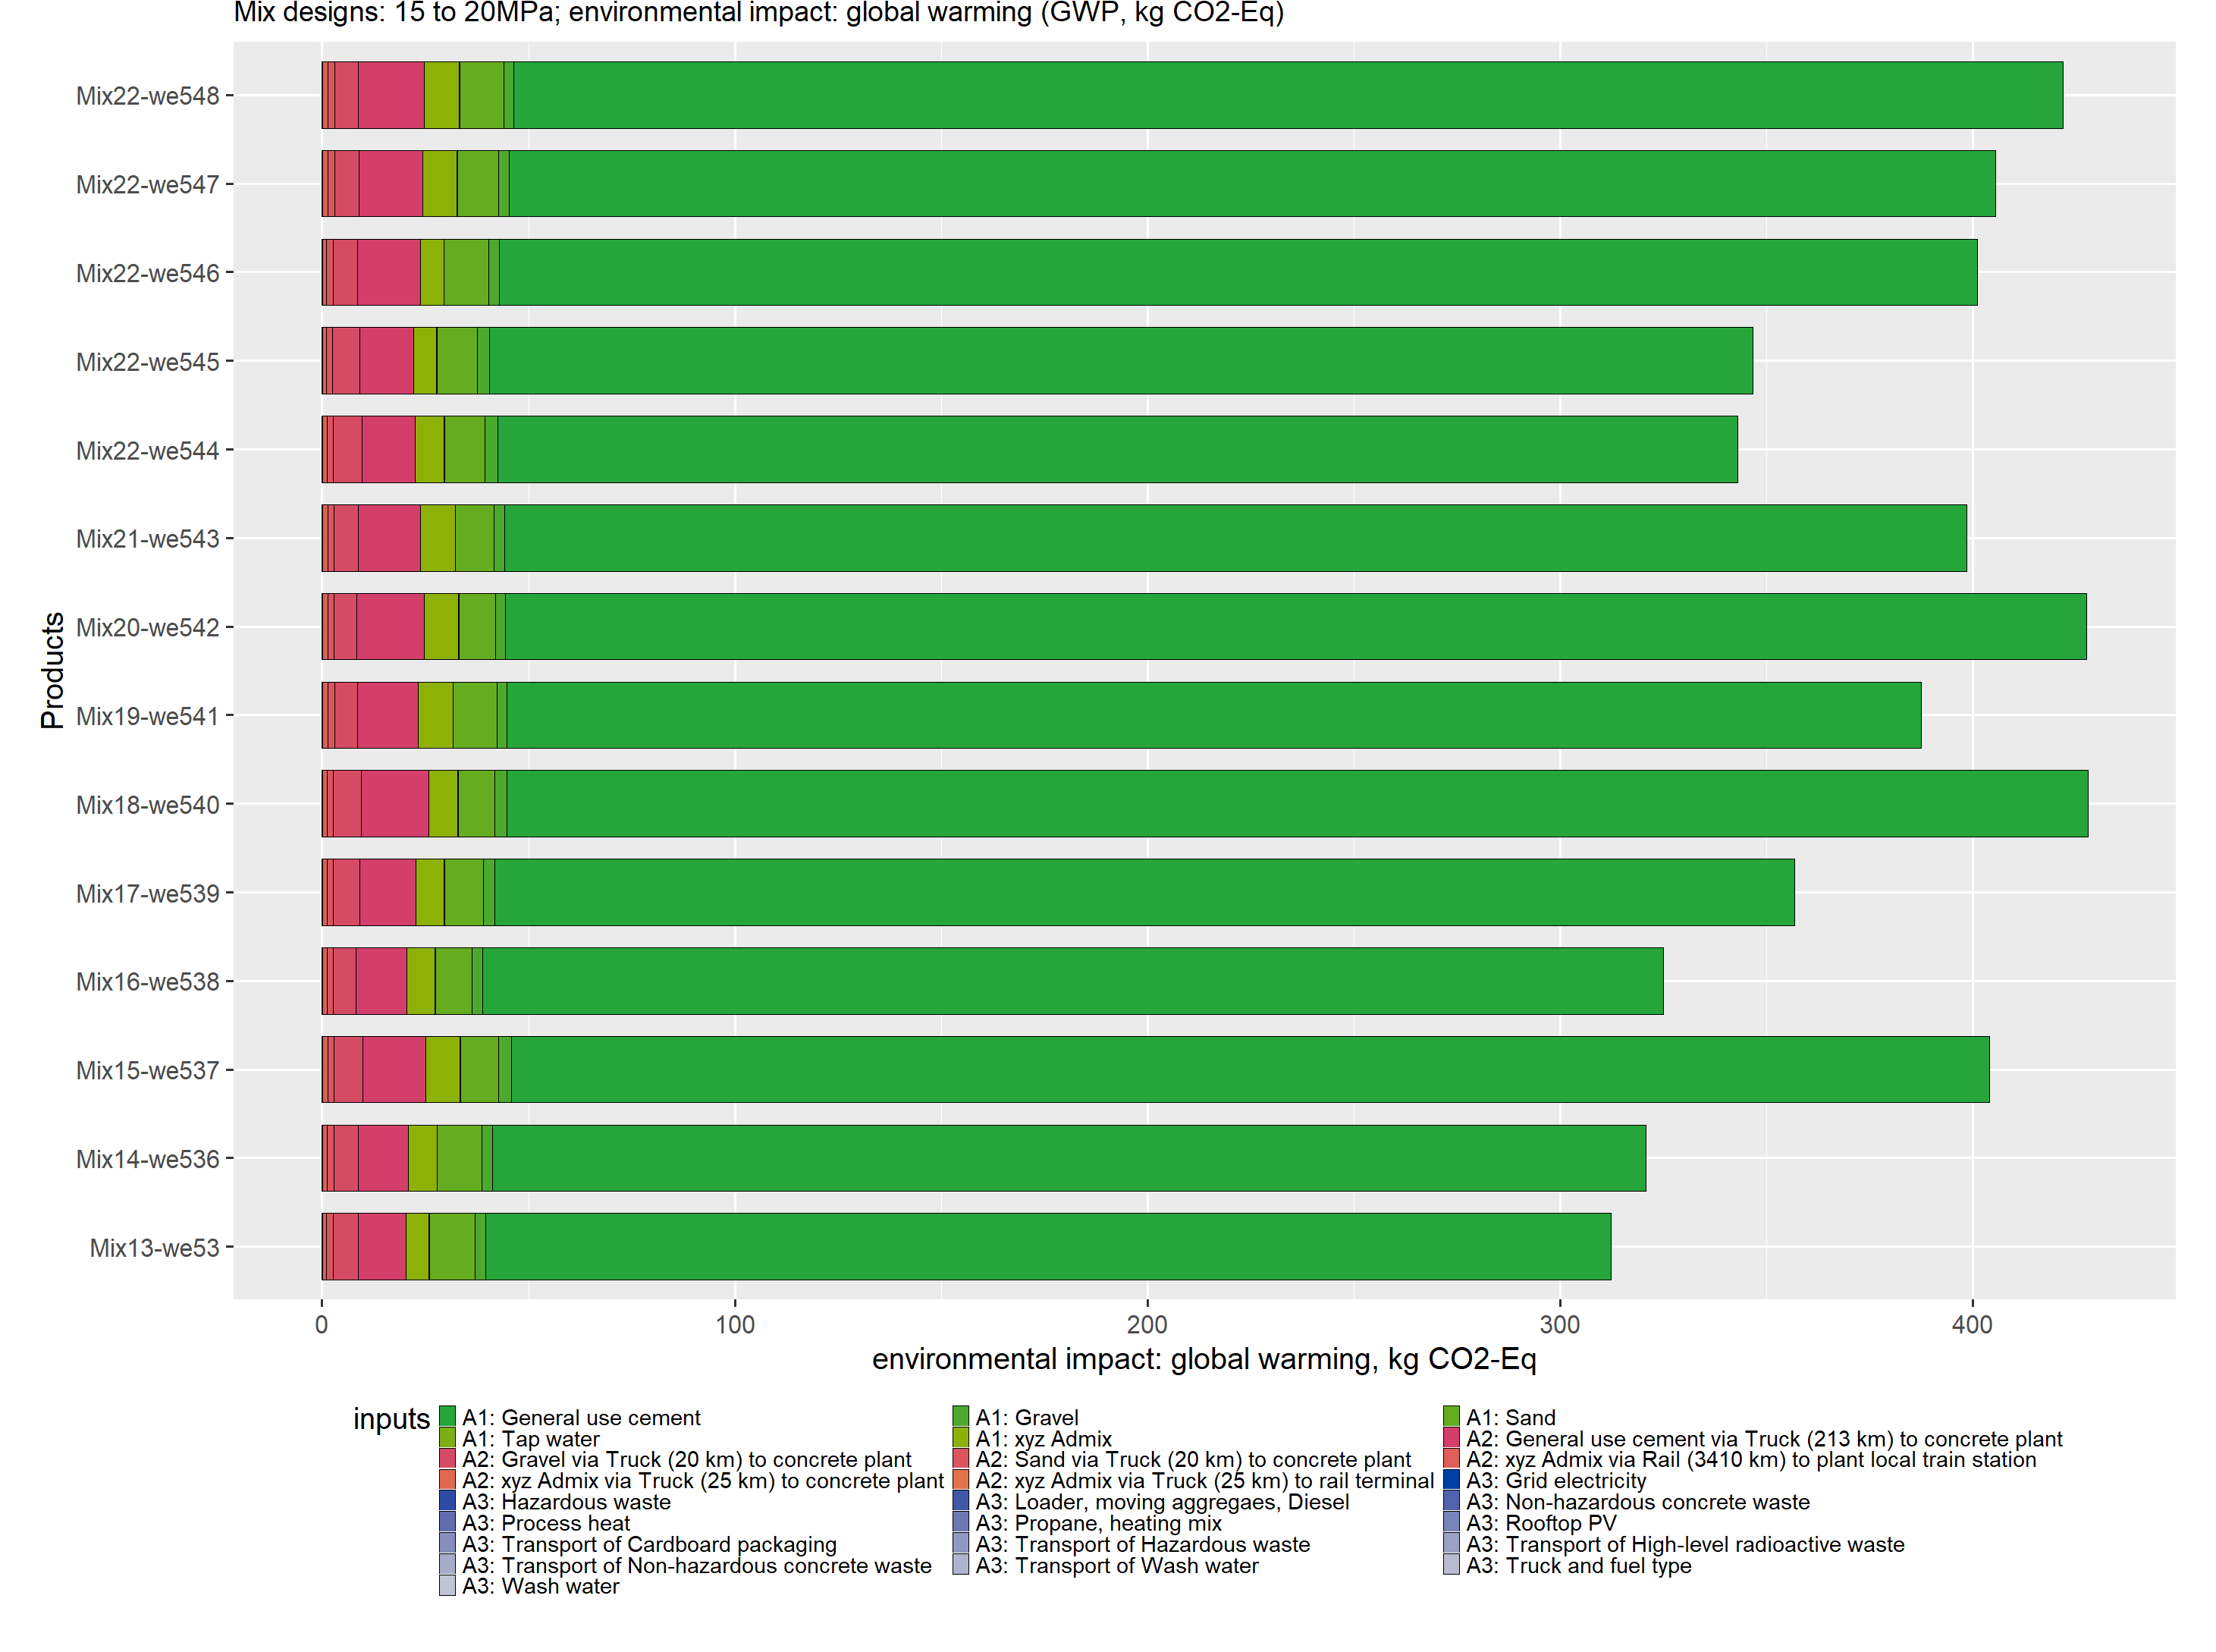 Mix designs: 15 to 20MPa; environmental impact: global warming (GWP, kg CO2-Eq)
Products
Mix22-we548
Mix22-we547
Mix22-we546
Mix22-we545
Mix22-we544
Mix21-we543
Mix20-we542
Mix19-we541
Mix18-we540
Mix17-we539
Mix16-we538
Mix15-we537
Mix14-we536
Mix13-we53
0 100 200 300 400
environmental impact: global warming, kg CO2-Eq
inputs A1: General use cement A1: Gravel A1: Sand
A1: Tap water A1: xyz Admix A2: General use cement via Truck (213 km) to concrete plant
A2: Gravel via Truck (20 km) to concrete plant A2: Sand via Truck (20 km) to concrete plant A2: xyz Admix via Rail (3410 km) to plant local train station
A2: xyz Admix via Truck (25 km) to concrete plant A2: xyz Admix via Truck (25 km) to rail terminal A3: Grid electricity
A3: Hazardous waste A3: Loader, moving aggregaes, Diesel A3: Non-hazardous concrete waste
A3: Process heat A3: Propane, heating mix A3: Rooftop PV
A3: Transport of Cardboard packaging A3: Transport of Hazardous waste A3: Transport of High-level radioactive waste
A3: Transport of Non-hazardous concrete waste A3: Transport of Wash water A3: Truck and fuel type
A3: Wash water